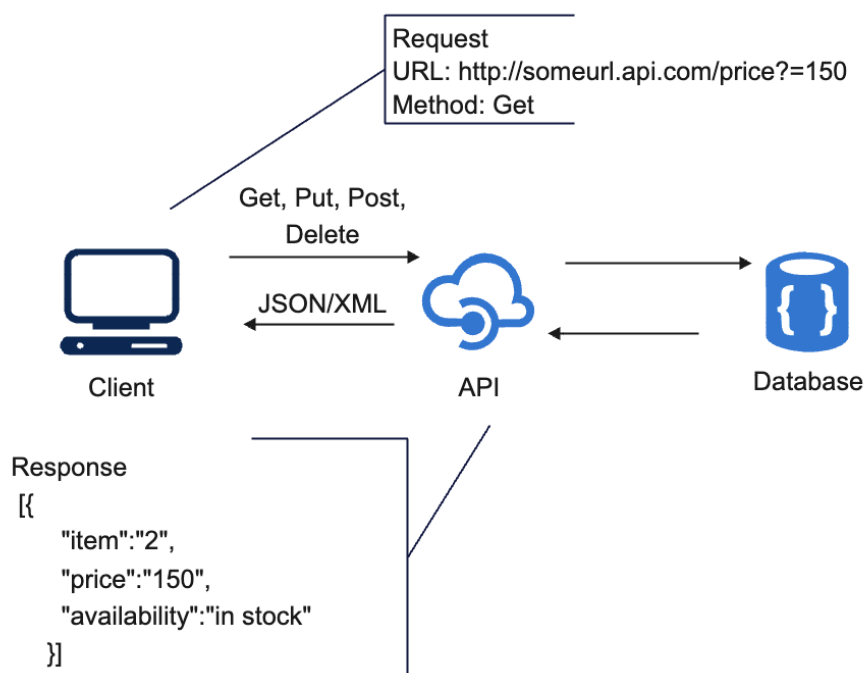 Request
URL: http://someurl.api.com/price?=150
Method: Get
Get, Put, Post,
Delete
JSON/XML
Client
API
Database
Response
[{
"item":"2",
"price":"150",
"availability":"in stock"
}]